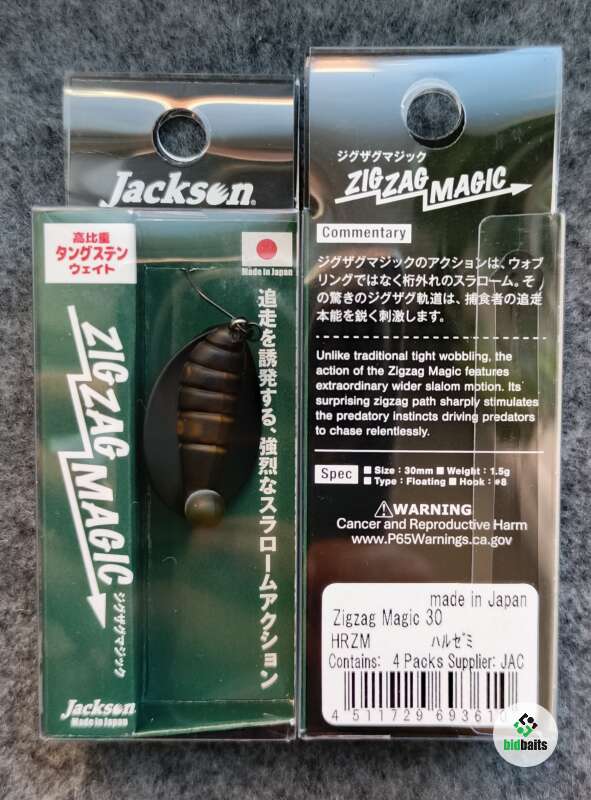 Jackson
高比重
タングステン
ウェイト
Made in Japan
ZIGZAG MAGIC
ジグザグマジック
追走を誘発する、強烈なスラロームアクション
Jackson
Made in Japan
ジグザグマジック
ZIGZAG MAGIC
Commentary
ジグザグマジックのアクションは、ウォブ
リングではなく桁外れのスラローム。そ
の驚きのジグザグ軌道は、捕食者の追走
本能を鋭く刺激します。
Unlike traditional tight wobbling, the
action of the Zigzag Magic features
extraordinary wider slalom motion. Its
surprising zigzag path sharply stimulates
the predatory instincts driving predators
to chase relentlessly.
Spec ■ Size : 30mm ■ Weight : 1.5g
■ Type : Floating ■ Hook : #8
⚠WARNING
Cancer and Reproductive Harm
www.P65Warnings.ca.gov
made in Japan
Zigzag Magic 30
HRZM ハルゼミ
Contains: 4 Packs Supplier: JAC
4 511729 69361
bidbaits